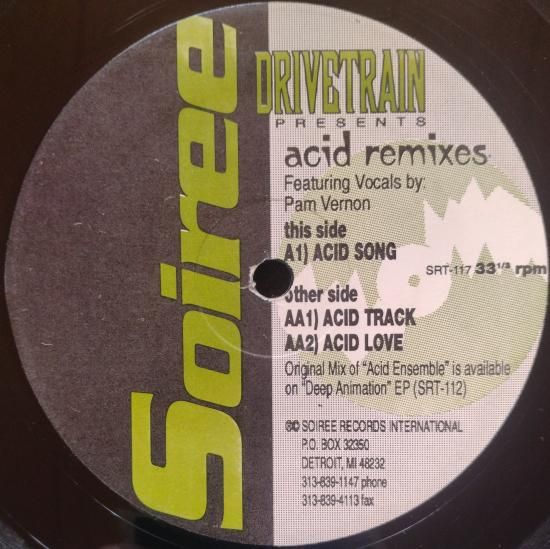 Soiree
DRIVETRAIN
PRESENTS
acid remixes
Featuring Vocals by:
Pam Vernon
this side
A1) ACID SONG
SRT-117 33 1/3 rpm
other side
AA1) ACID TRACK
AA2) ACID LOVE
Original Mix of "Acid Ensemble" is available
on "Deep Animation" EP (SRT-112)
℗© SOIREE RECORDS INTERNATIONAL
P.O. BOX 32350
DETROIT, MI 48232
313-839-1147 phone
313-839-4113 fax